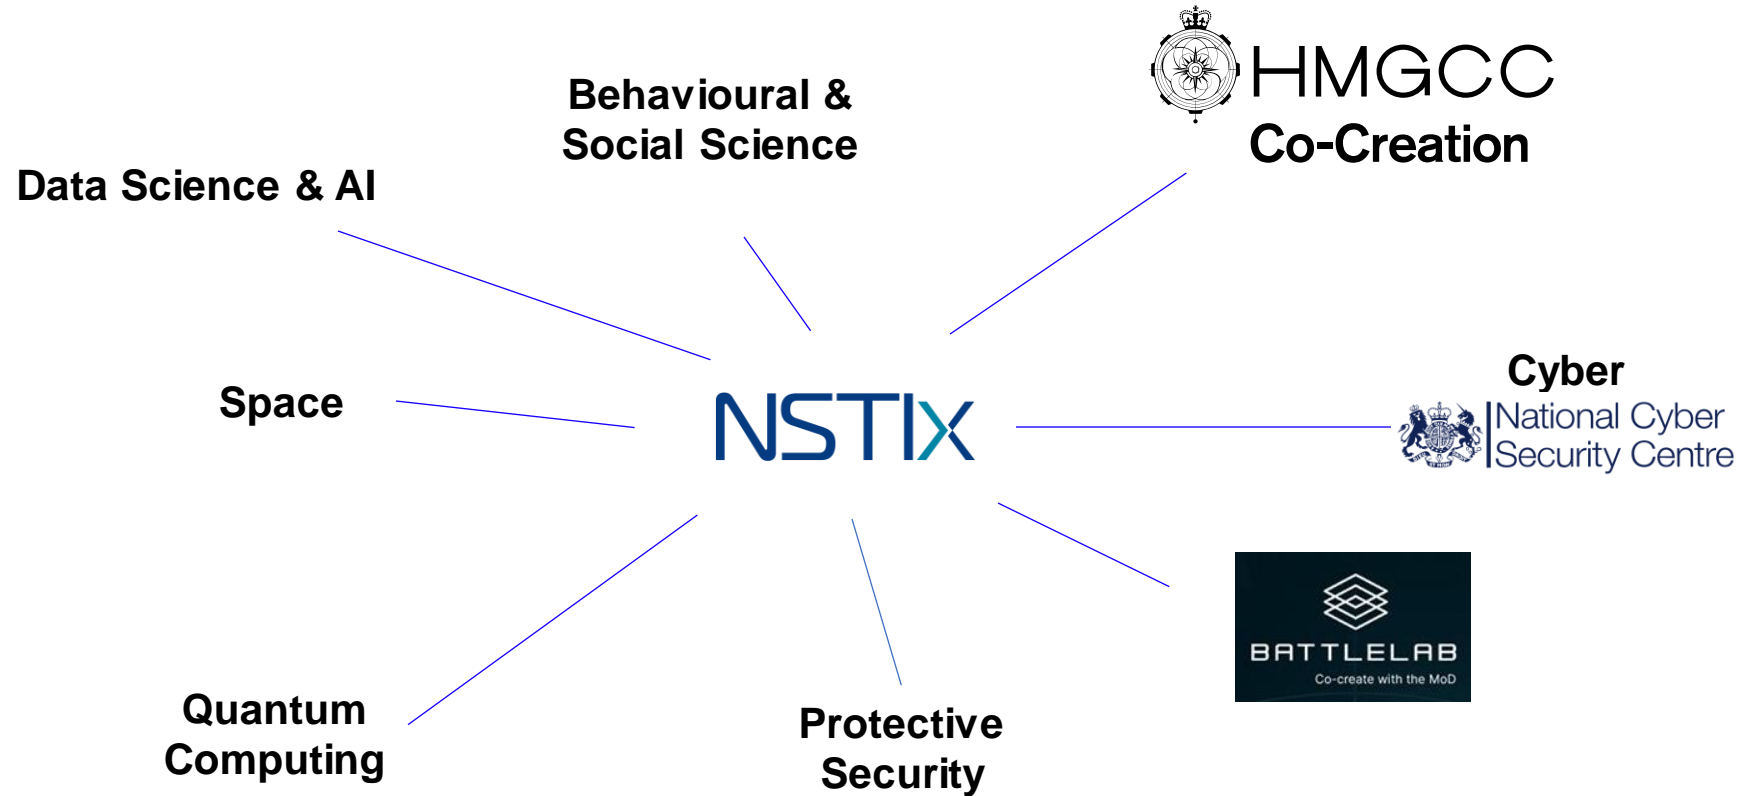 HMGCC
Co-Creation
Behavioural &
Social Science
Data Science & AI
Cyber
National Cyber
Security Centre
Space
NSTIX
BATTLELAB
Co-create with the MoD
Quantum
Computing
Protective
Security